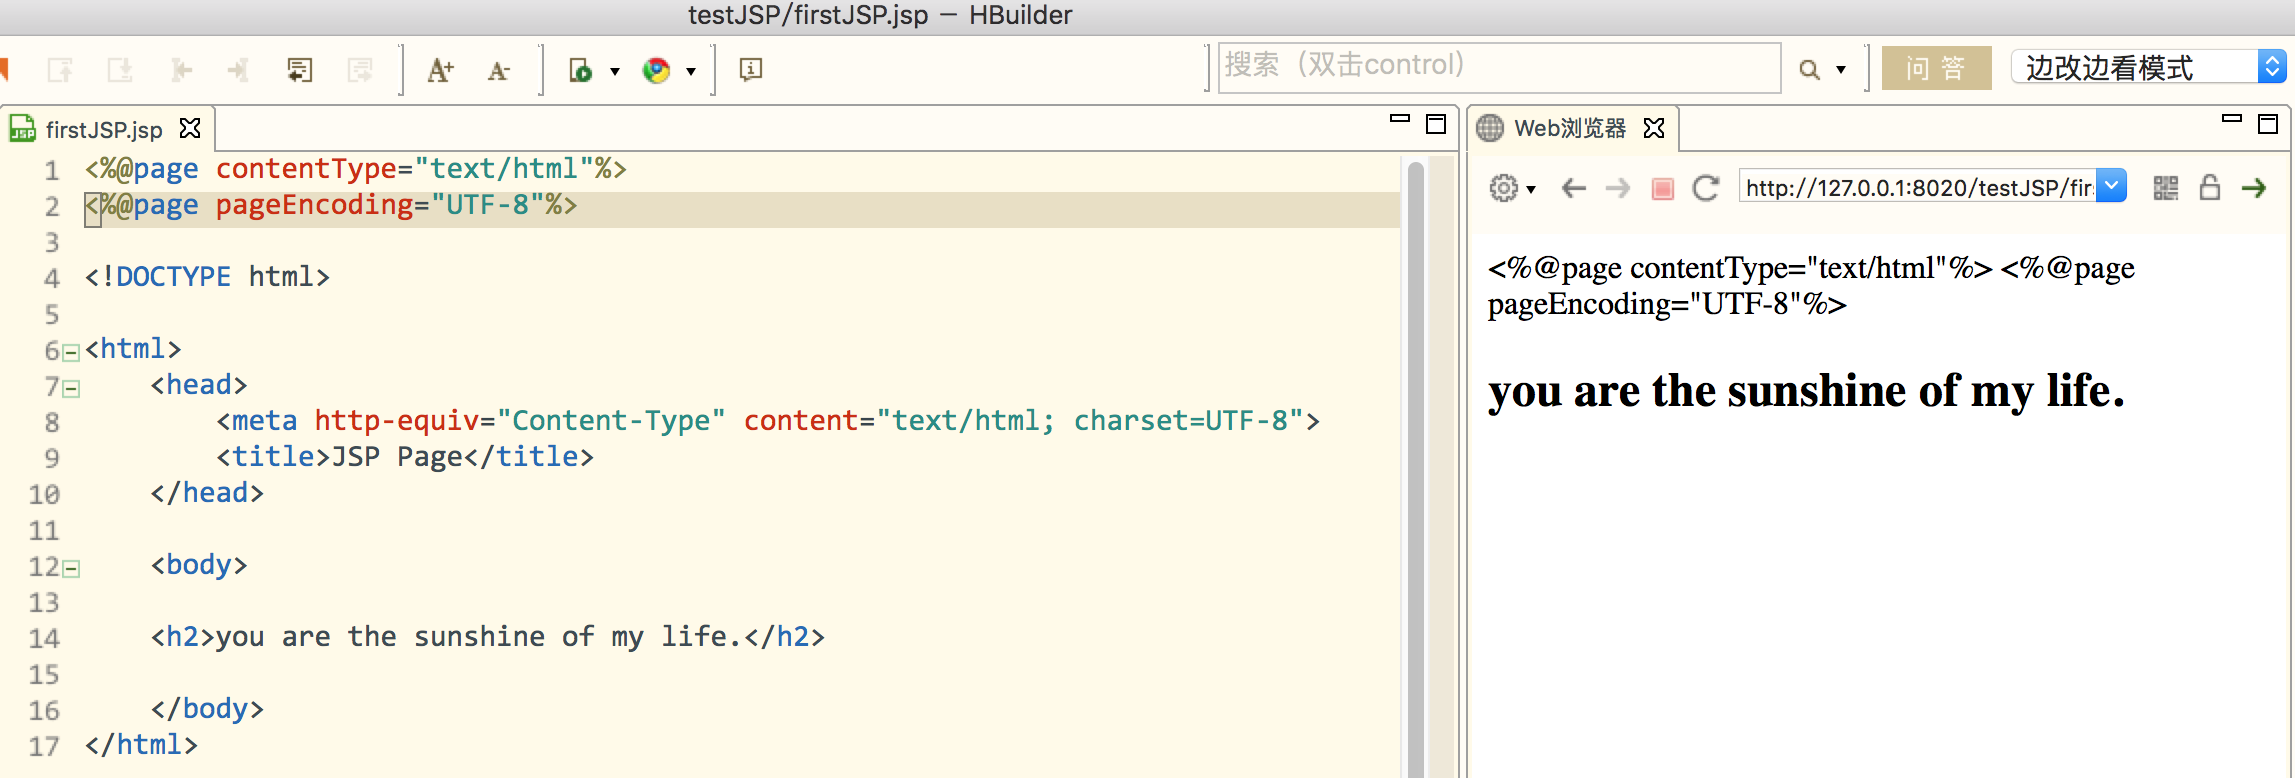 testJSP/firstJSP.jsp — HBuilder
A+ A-
搜索（双击control）
问 答
边改边看模式
firstJSP.jsp
1 <%@page contentType="text/html"%>
2 <%@page pageEncoding="UTF-8"%>
3
4 <!DOCTYPE html>
5
6 <html>
7 <head>
8 <meta http-equiv="Content-Type" content="text/html; charset=UTF-8">
9 <title>JSP Page</title>
10 </head>
11
12 <body>
13
14 <h2>you are the sunshine of my life.</h2>
15
16 </body>
17 </html>
Web浏览器
http://127.0.0.1:8020/testJSP/fir
<%@page contentType="text/html"%> <%@page
pageEncoding="UTF-8"%>
you are the sunshine of my life.